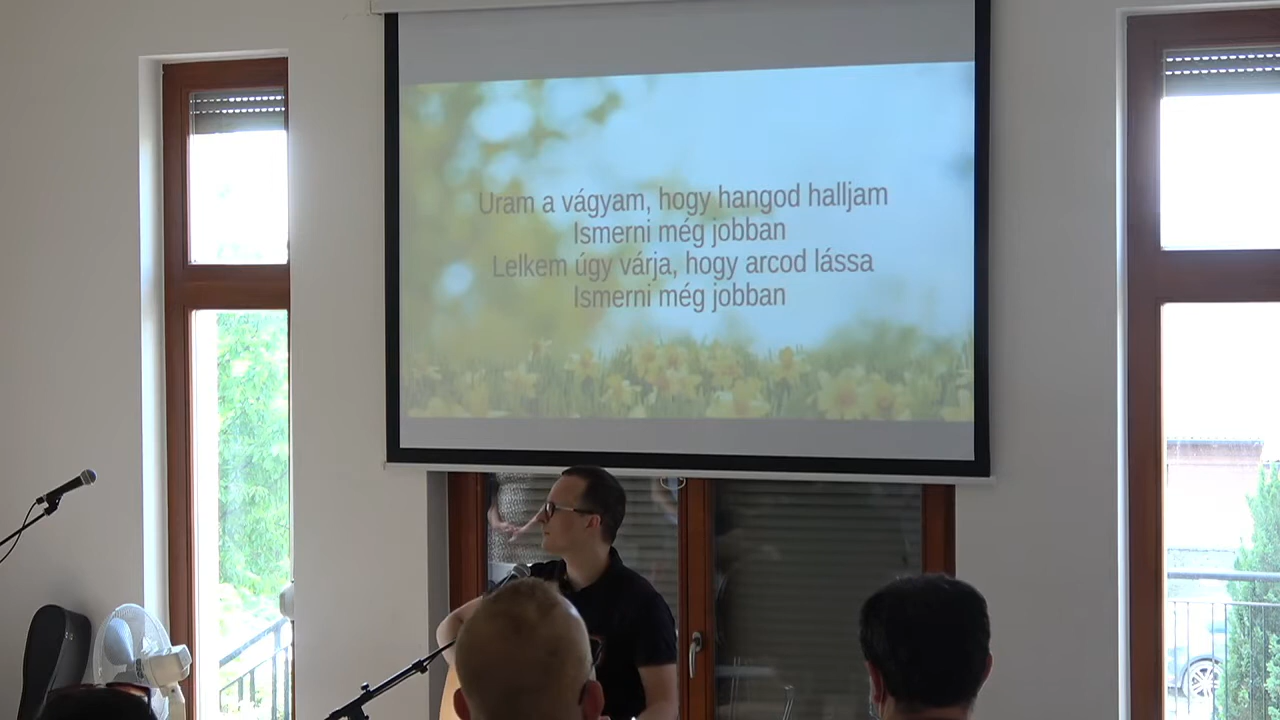 Uram a vágyam, hogy hangod halljam
Ismerni még jobban
Lelkem úgy várja, hogy arcod lássa
Ismerni még jobban